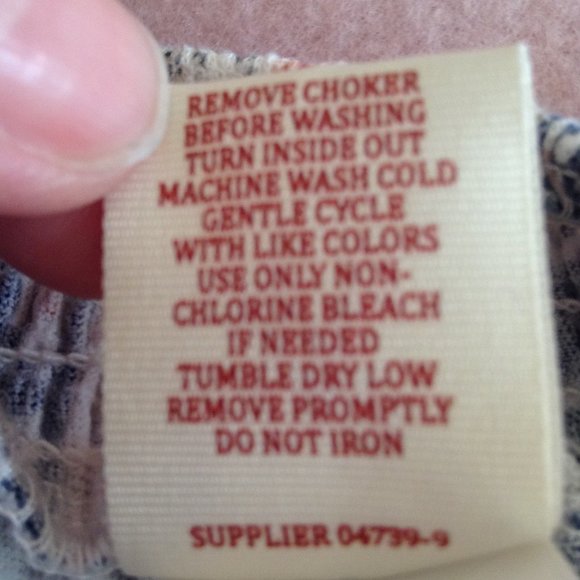 REMOVE CHOKER
BEFORE WASHING
TURN INSIDE OUT
MACHINE WASH COLD
GENTLE CYCLE
WITH LIKE COLORS
USE ONLY NON-
CHLORINE BLEACH
IF NEEDED
TUMBLE DRY LOW
REMOVE PROMPTLY
DO NOT IRON
SUPPLIER 04739-9